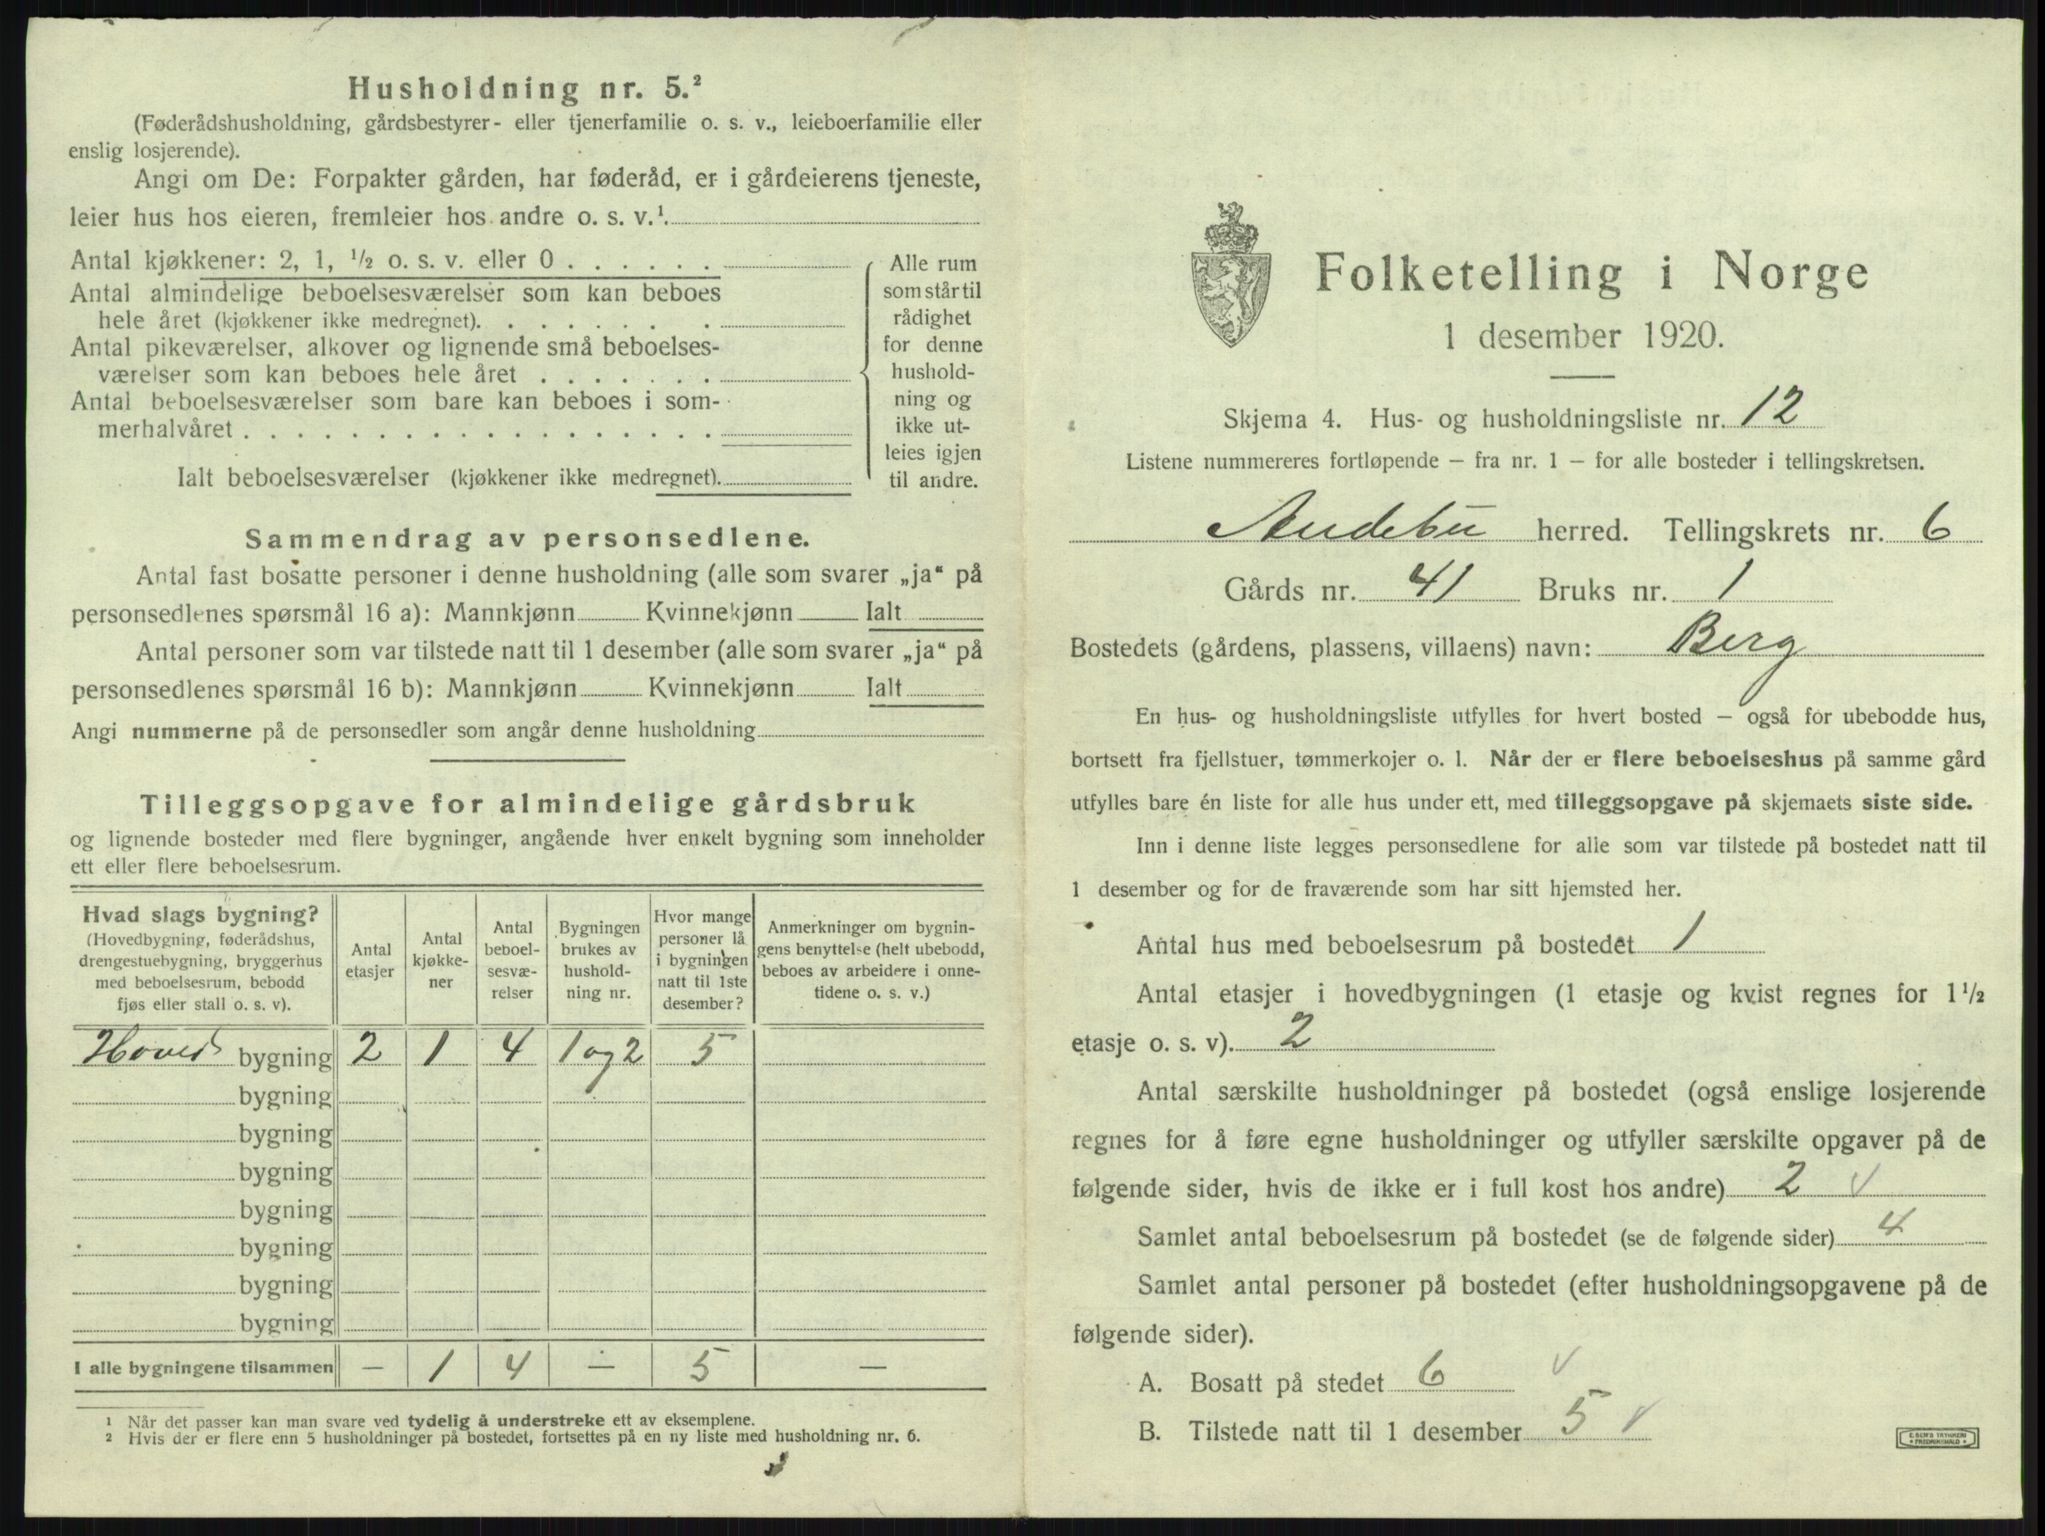 Husholdning nr. 5.²
(Føderådshusholdning, gårdsbestyrer- eller tjenerfamilie o. s. v., leieboerfamilie eller
enslig losjerende).
Angi om De: Forpakter gården, har føderåd, er i gårdeierens tjeneste,
leier hus hos eieren, fremleier hos andre o. s. v.¹
Antal kjøkkener: 2, 1, ½ o. s. v. eller 0 . . . . . .
Antal almindelige beboelsesværelser som kan beboes
hele året (kjøkkener ikke medregnet). . . . . . . .
Antal pikeværelser, alkover og lignende små beboelses-
værelser som kan beboes hele året . . . . . . .
Antal beboelsesværelser som bare kan beboes i som-
merhalvåret . . . . . . . . . . . . . . . . . .
Ialt beboelsesværelser (kjøkkener ikke medregnet).
Alle rum
som står til
rådighet
for denne
hushold-
ning og
ikke ut-
leies igjen
til andre.
Sammendrag av personsedlene.
Antal fast bosatte personer i denne husholdning (alle som svarer „ja“ på
personsedlenes spørsmål 16 a): Mannkjønn Kvinnekjønn Ialt
Antal personer som var tilstede natt til 1 desember (alle som svarer „ja“ på
personsedlenes spørsmål 16 b): Mannkjønn Kvinnekjønn Ialt
Angi nummerne på de personsedler som angår denne husholdning
Tilleggsopgave for almindelige gårdsbruk
og lignende bosteder med flere bygninger, angående hver enkelt bygning som inneholder
ett eller flere beboelsesrum.
Hvad slags bygning?
(Hovedbygning, føderådshus,
drengestuebygning, bryggerhus
med beboelsesrum, bebodd
fjøs eller stall o. s. v).
Antal
etasjer
Antal
kjøkke-
ner
Antal
beboel-
sesvæ-
relser
Bygningen
brukes av
hushold-
ning nr.
Hvor mange
personer lå
i bygningen
natt til 1ste
desember?
Anmerkninger om bygnin-
gens benyttelse (helt ubebodd,
beboes av arbeidere i onne-
tidene o. s. v.)
Hoved bygning 2 1 4 1 og 2 5
bygning
bygning
bygning
bygning
bygning
bygning
bygning
I alle bygningene tilsammen — 1 4 — 5 —
¹ Når det passer kan man svare ved tydelig å understreke ett av eksemplene.
² Hvis der er flere enn 5 husholdninger på bostedet, fortsettes på en ny liste med husholdning nr. 6.
Folketelling i Norge
1 desember 1920.
Skjema 4. Hus- og husholdningsliste nr. 12
Listene nummereres fortløpende — fra nr. 1 — for alle bosteder i tellingskretsen.
Andebu herred. Tellingskrets nr. 6
Gårds nr. 41 Bruks nr. 1
Bostedets (gårdens, plassens, villaens) navn: Berg
En hus- og husholdningsliste utfylles for hvert bosted — også for ubebodde hus,
bortsett fra fjellstuer, tømmerkojer o. l. Når der er flere beboelseshus på samme gård
utfylles bare én liste for alle hus under ett, med tilleggsopgave på skjemaets siste side.
Inn i denne liste legges personsedlene for alle som var tilstede på bostedet natt til
1 desember og for de fraværende som har sitt hjemsted her.
Antal hus med beboelsesrum på bostedet 1
Antal etasjer i hovedbygningen (1 etasje og kvist regnes for 1½
etasje o. s. v). 2
Antal særskilte husholdninger på bostedet (også enslige losjerende
regnes for å føre egne husholdninger og utfyller særskilte opgaver på de
følgende sider, hvis de ikke er i full kost hos andre) 2 ✓
Samlet antal beboelsesrum på bostedet (se de følgende sider) 4
Samlet antal personer på bostedet (efter husholdningsopgavene på de
følgende sider).
A. Bosatt på stedet 6 ✓
B. Tilstede natt til 1 desember 5 ✓